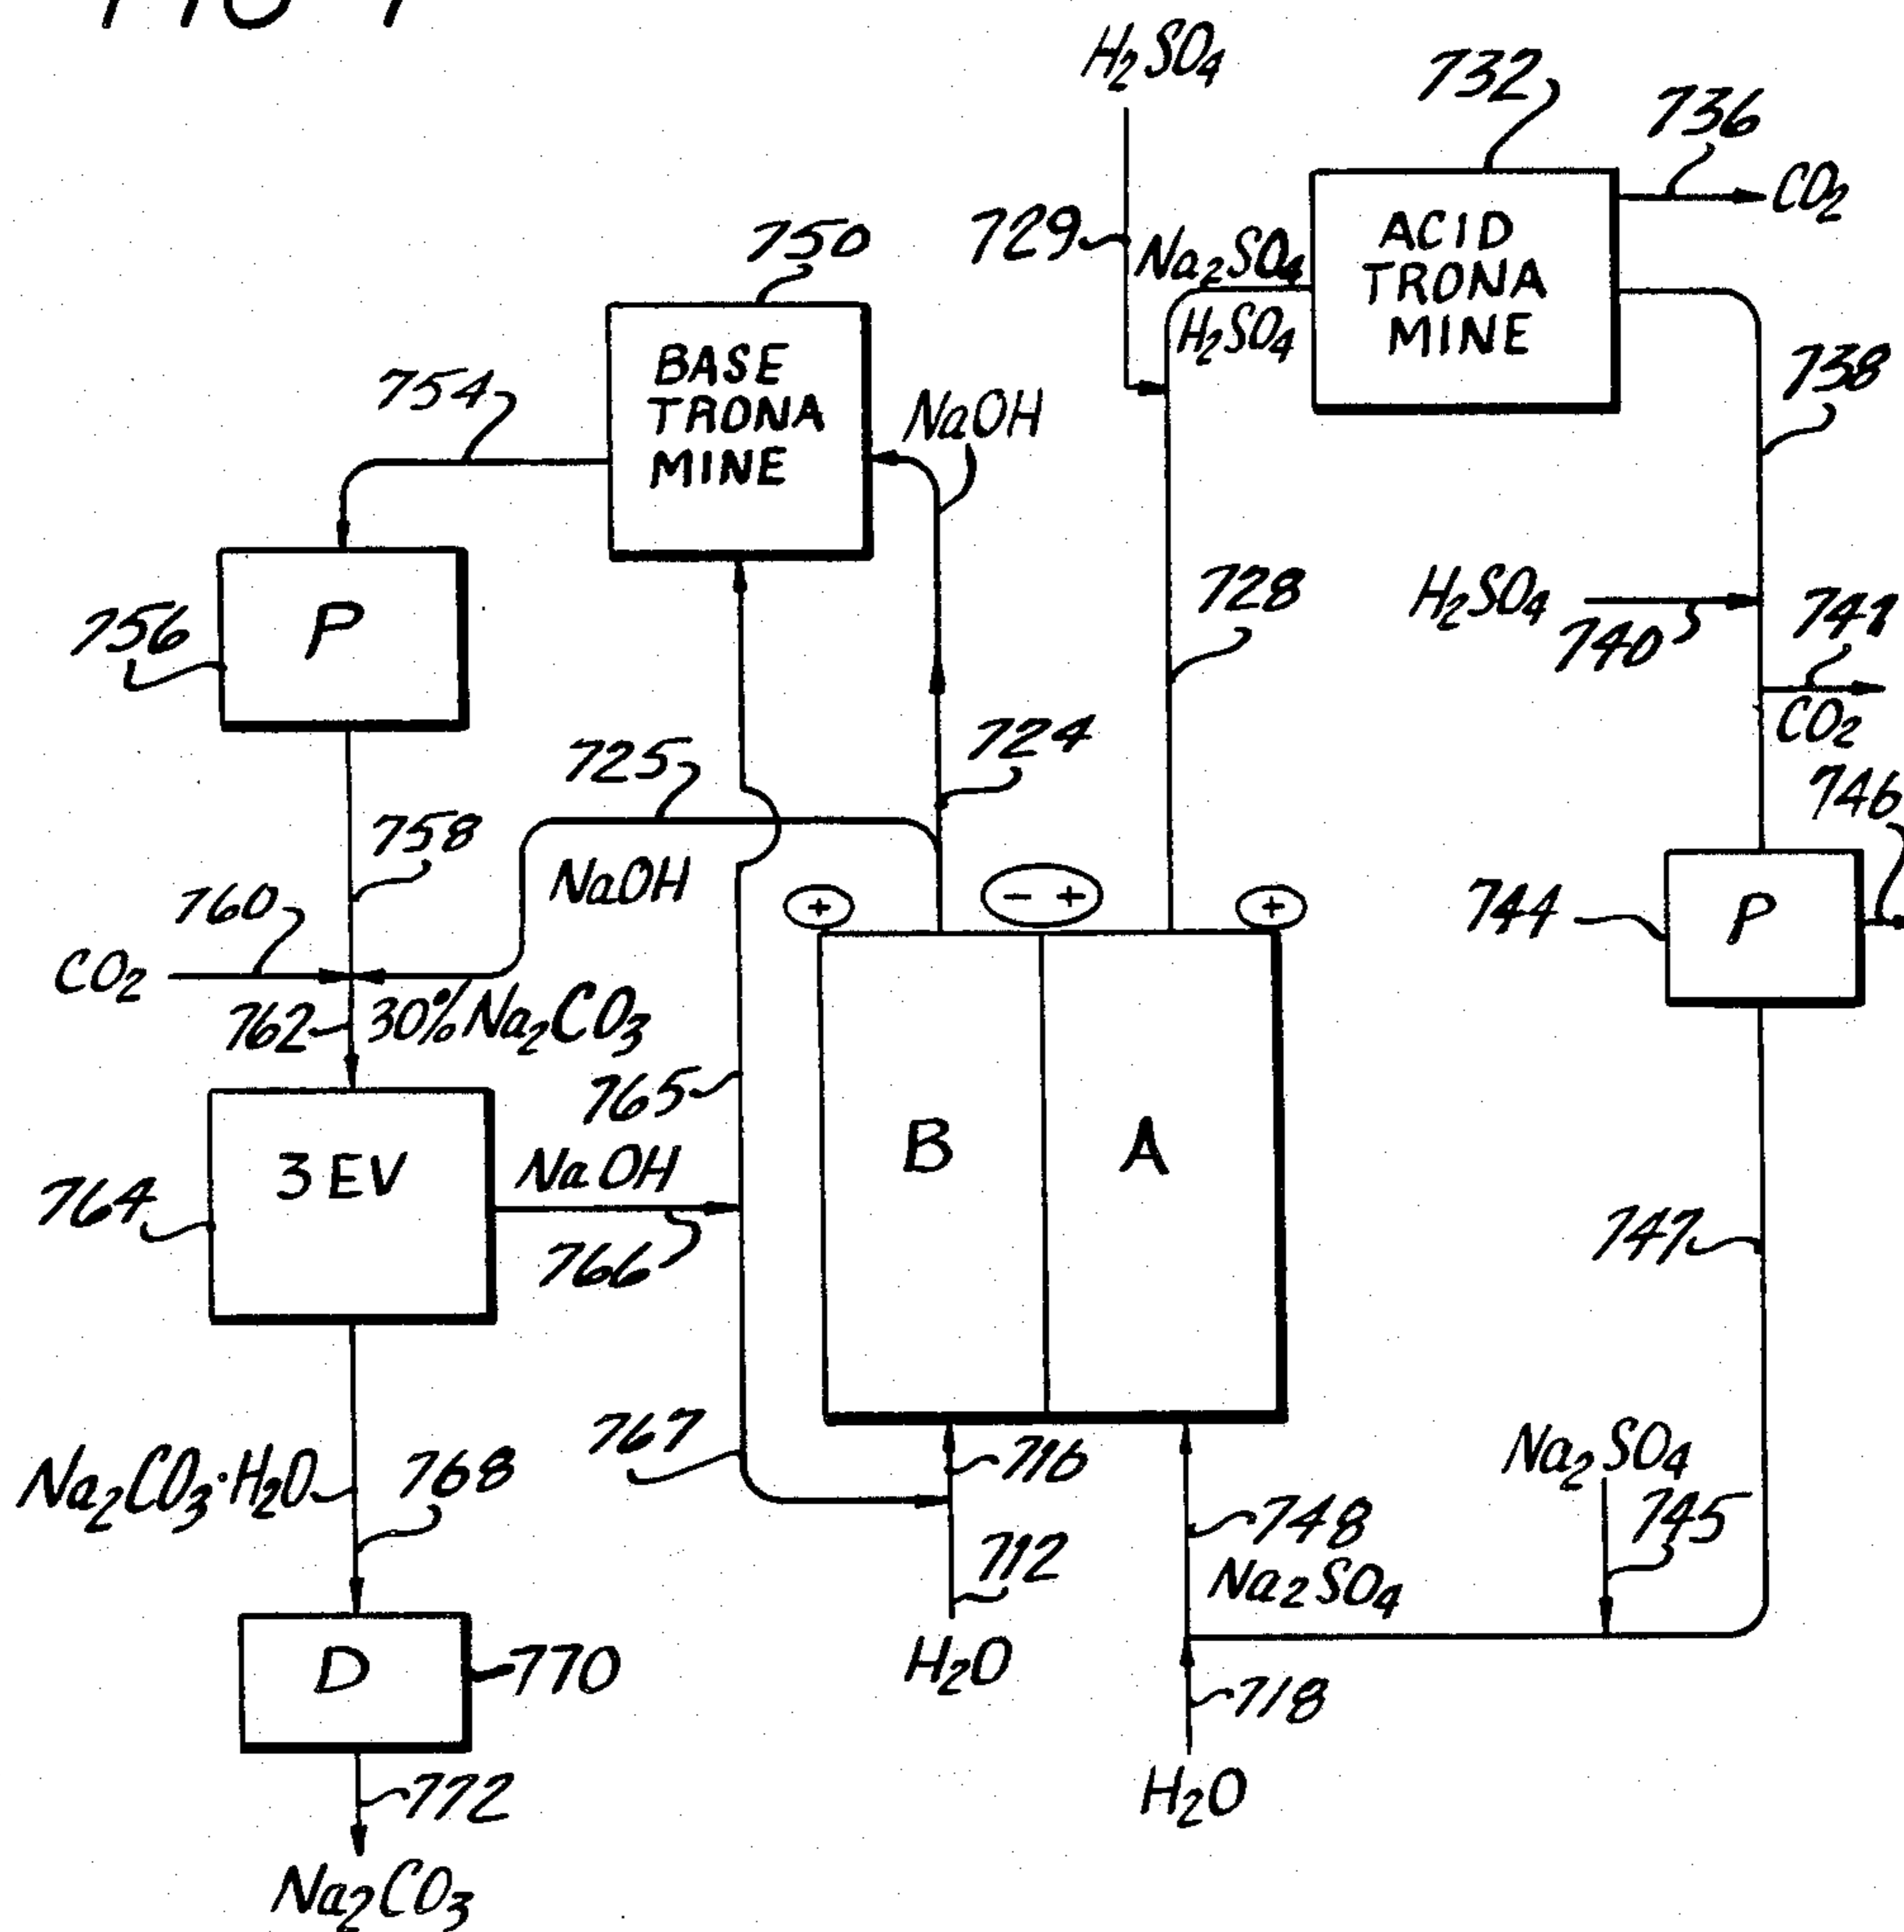 H₂SO₄
732
736
CO₂
729
Na₂SO₄
H₂SO₄
ACID
TRONA
MINE
750
BASE
TRONA
MINE
738
754
NaOH
756
P
728
H₂SO₄
740
741
CO₂
725
724
746
758
NaOH
+
− +
+
760
744
P
CO₂
762
30% Na₂CO₃
765
B
A
3 EV
NaOH
764
766
747
767
716
Na₂SO₄
Na₂CO₃·H₂O
768
748
745
712
Na₂SO₄
D
770
H₂O
718
772
H₂O
Na₂CO₃